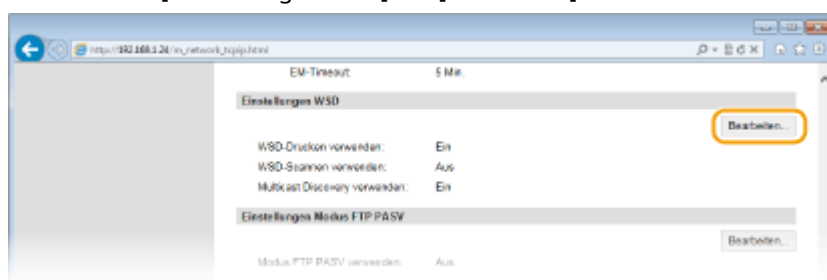 http://192.168.1.24/m_network_tcpip.html
EM-Timeout: 5 Min.
Einstellungen WSD
Bearbeiten...
WSD-Drucken verwenden: Ein
WSD-Scannen verwenden: Aus
Multicast Discovery verwenden: Ein
Einstellungen Modus FTP PASV
Bearbeiten...
Modus FTP PASV verwenden: Aus